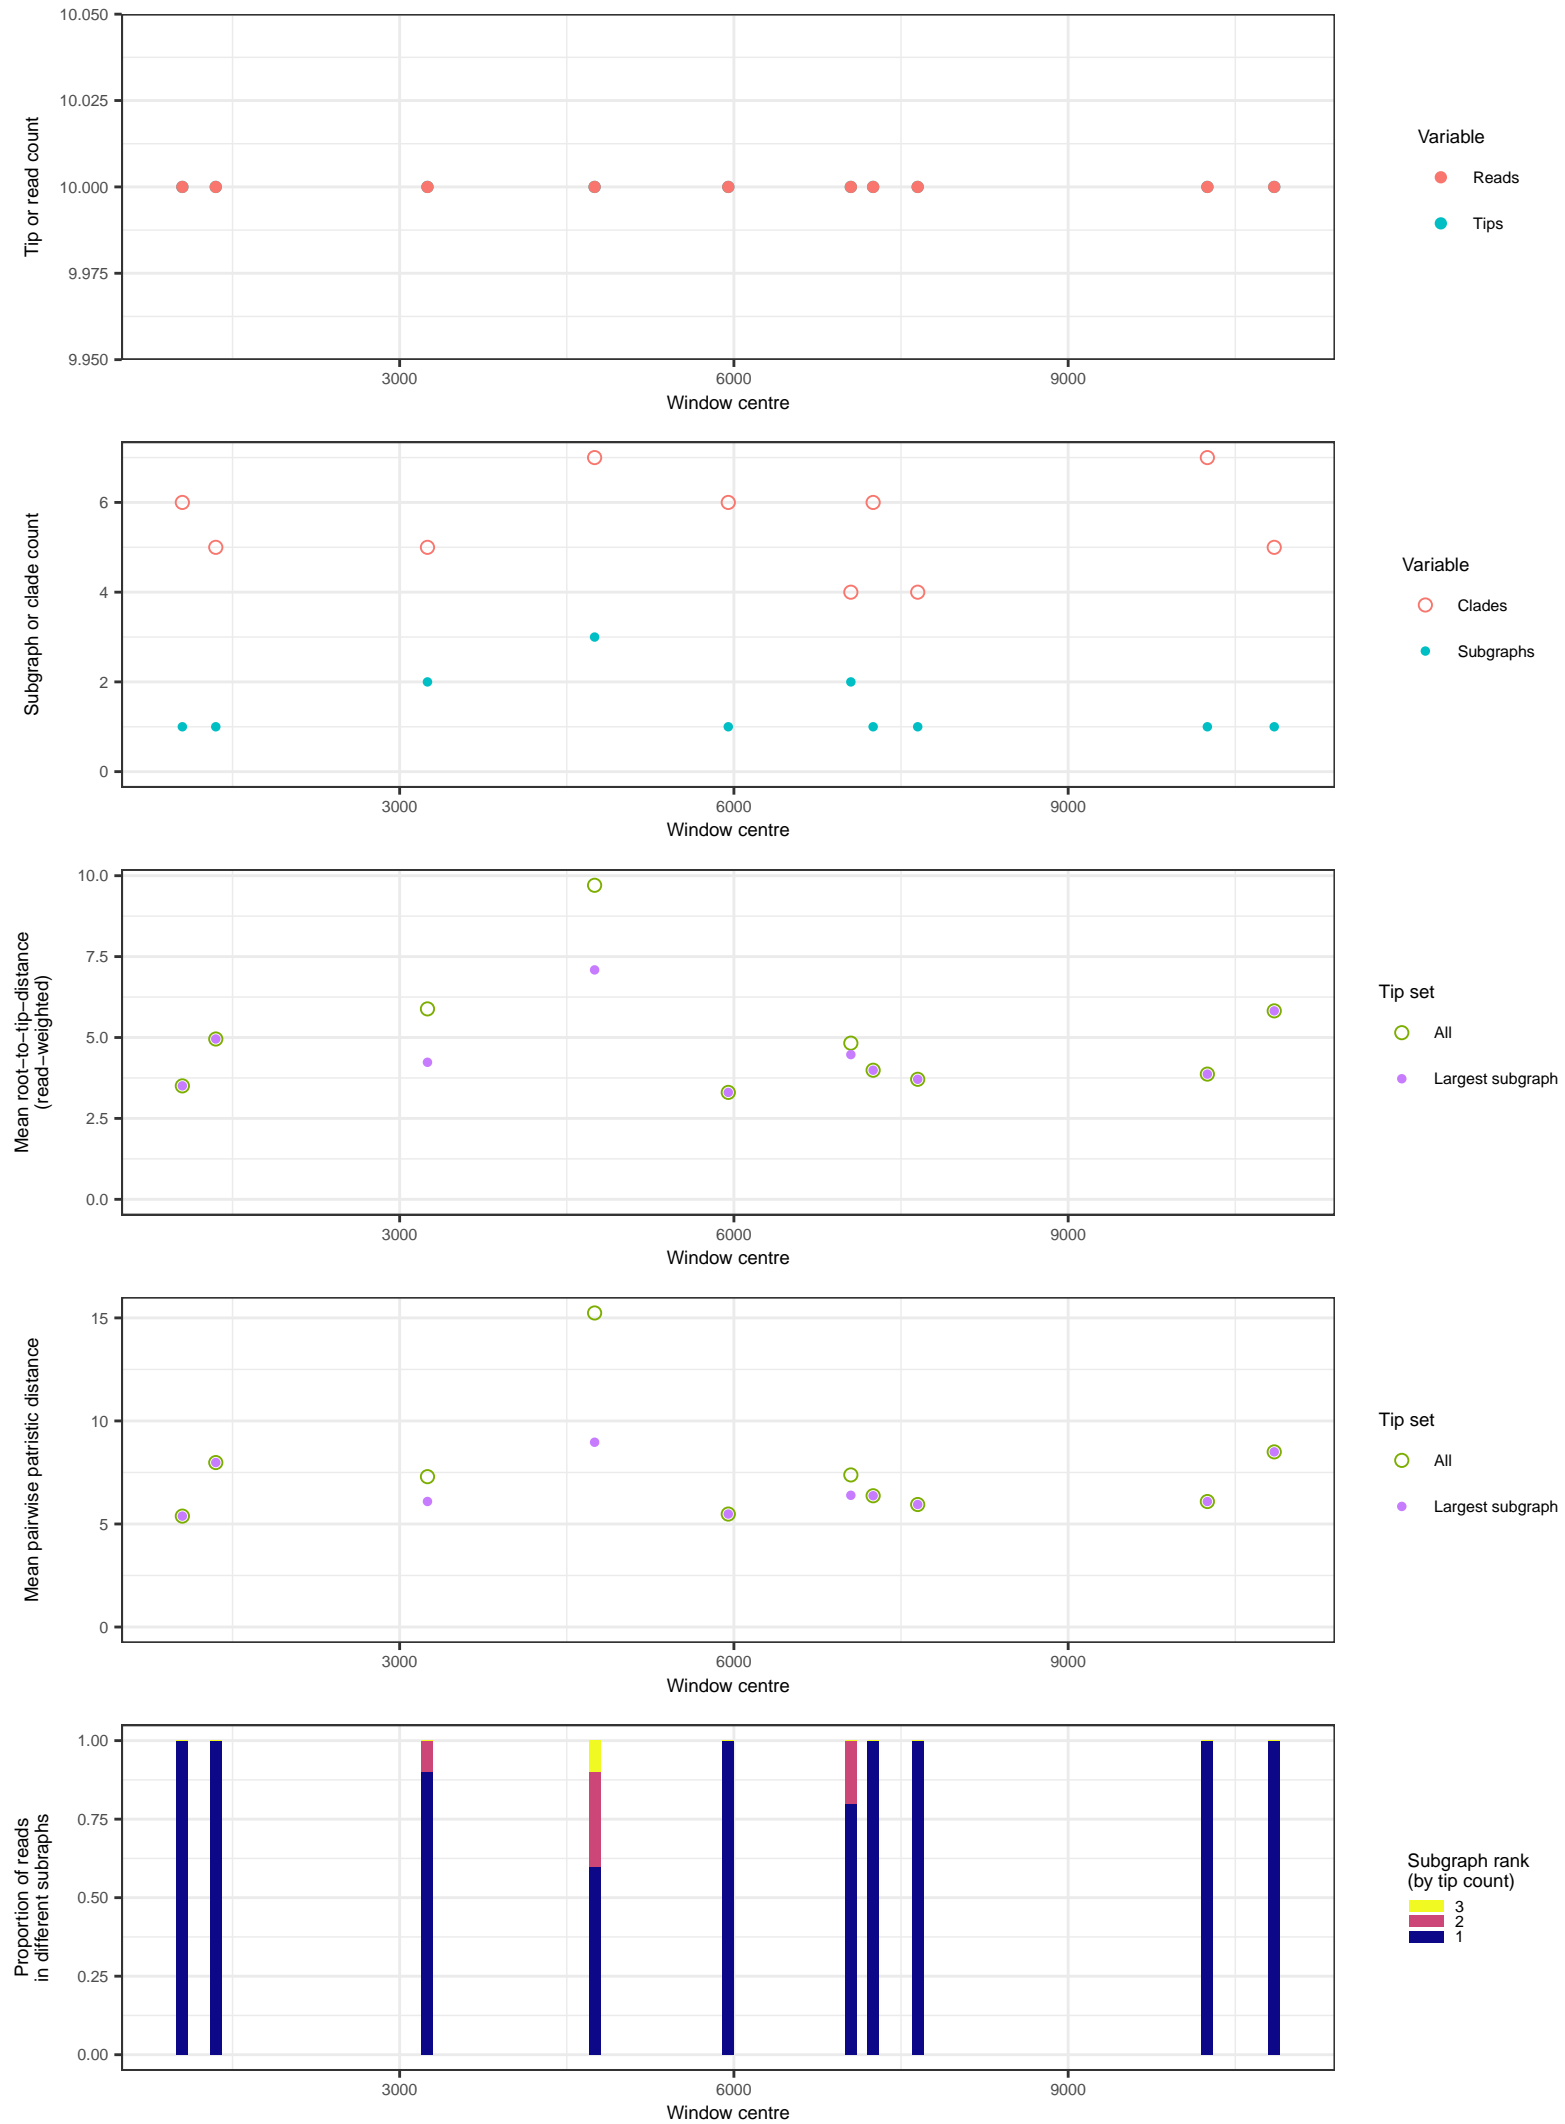 10.050
10.025
10.000
9.975
9.950
Tip or read count
3000 6000 9000
Window centre
Variable
Reads
Tips
6
4
2
0
Subgraph or clade count
3000 6000 9000
Window centre
Variable
Clades
Subgraphs
10.0
7.5
5.0
2.5
0.0
Mean root−to−tip−distance
(read−weighted)
3000 6000 9000
Window centre
Tip set
All
Largest subgraph
15
10
5
0
Mean pairwise patristic distance
3000 6000 9000
Window centre
Tip set
All
Largest subgraph
1.00
0.75
0.50
0.25
0.00
Proportion of reads
in different subraphs
3000 6000 9000
Window centre
Subgraph rank
(by tip count)
3
2
1